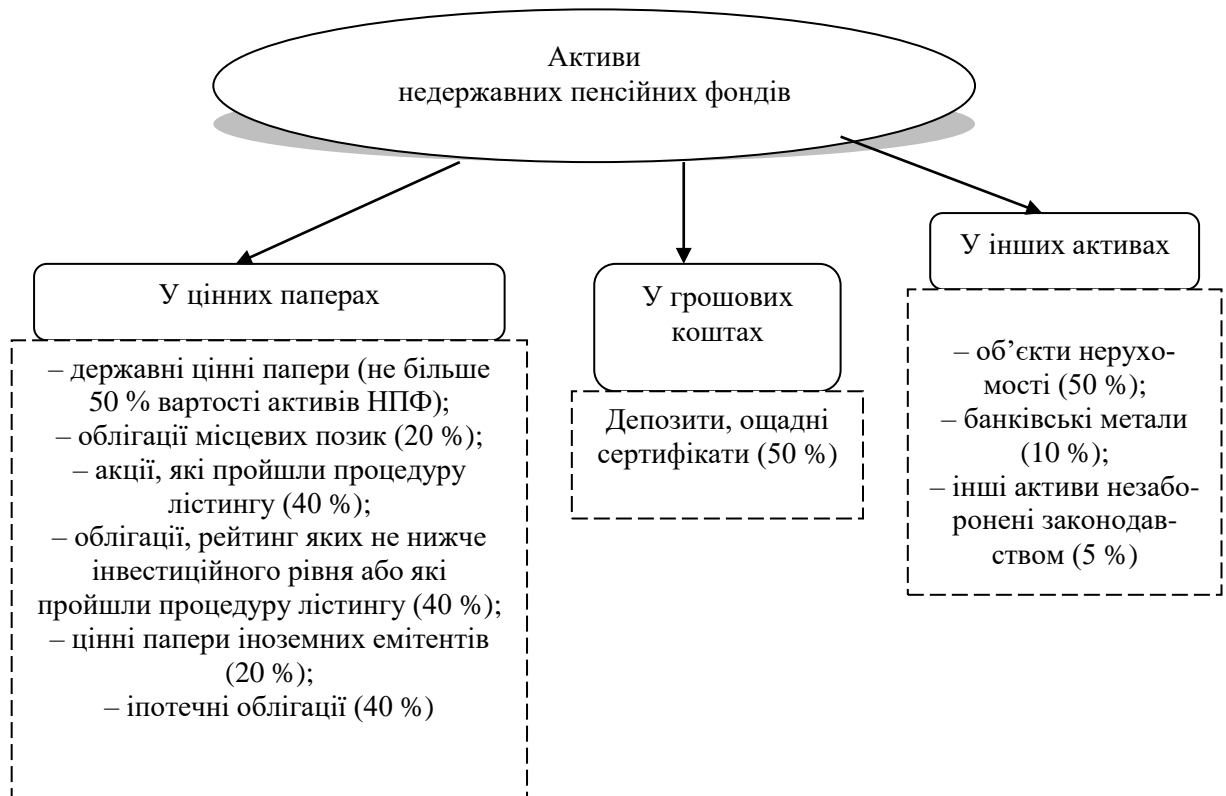 Активи
недержавних пенсійних фондів
У цінних паперах
– державні цінні папери (не більше
50 % вартості активів НПФ);
– облігації місцевих позик (20 %);
– акції, які пройшли процедуру
лістингу (40 %);
– облігації, рейтинг яких не нижче
інвестиційного рівня або які
пройшли процедуру лістингу (40 %);
– цінні папери іноземних емітентів
(20 %);
– іпотечні облігації (40 %)
У грошових
коштах
Депозити, ощадні
сертифікати (50 %)
У інших активах
– об’єкти нерухо-
мості (50 %);
– банківські метали
(10 %);
– інші активи незабо-
ронені законодав-
ством (5 %)